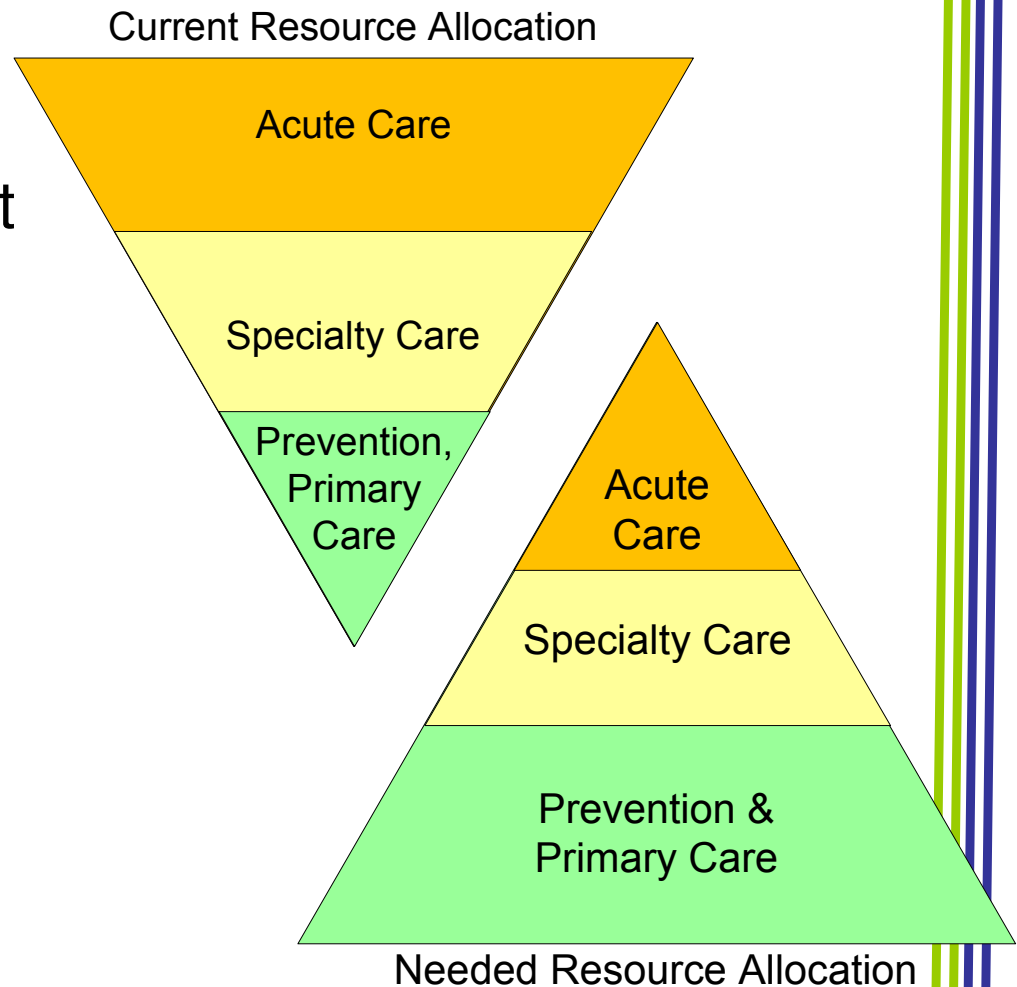 Current Resource Allocation
Acute Care
t
Specialty Care
Prevention,
Primary
Care
Acute
Care
Specialty Care
Prevention &
Primary Care
Needed Resource Allocation